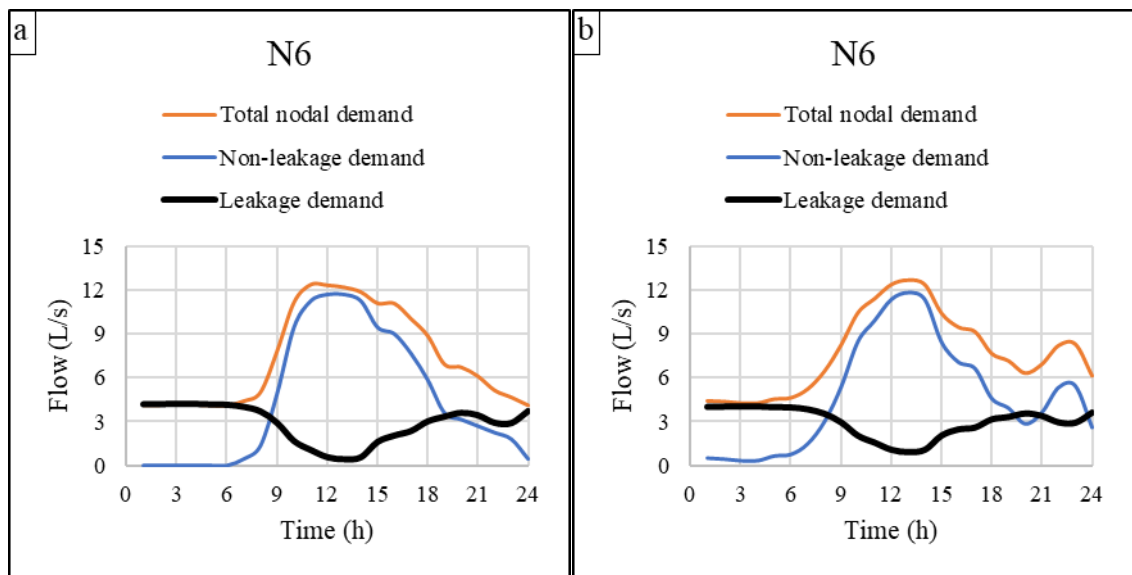 a
N6
Total nodal demand
Non-leakage demand
Leakage demand
15
12
9
6
3
0
Flow (L/s)
0 3 6 9 12 15 18 21 24
Time (h)
b
N6
Total nodal demand
Non-leakage demand
Leakage demand
15
12
9
6
3
0
Flow (L/s)
0 3 6 9 12 15 18 21 24
Time (h)